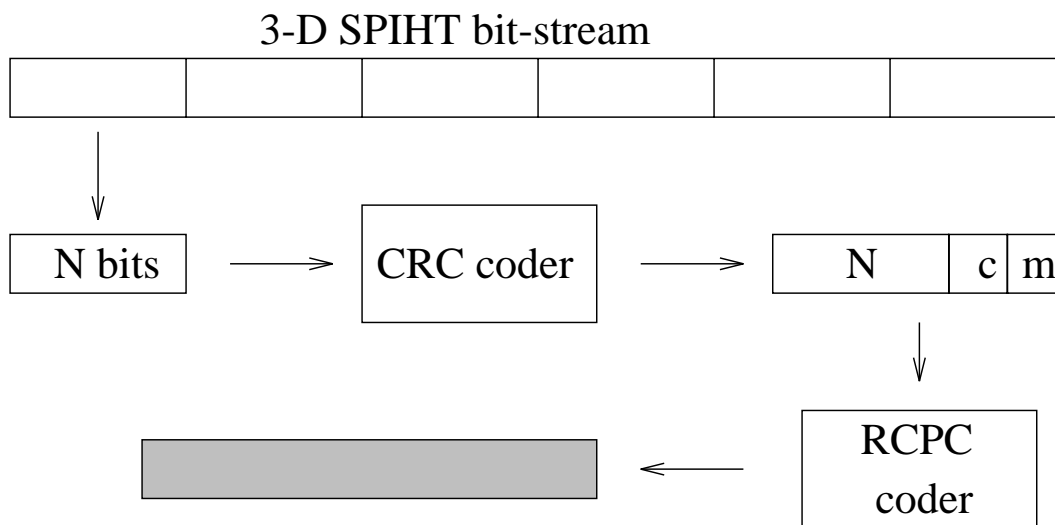 3-D SPIHT bit-stream
N bits
CRC coder
N c m
RCPC
coder